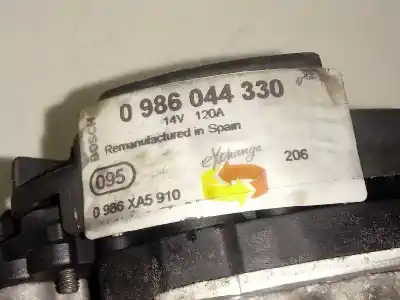 0 986 044 330
14V 120A
BOSCH
Remanufactured in Spain
eXchange
206
095
0 986 XA5 910